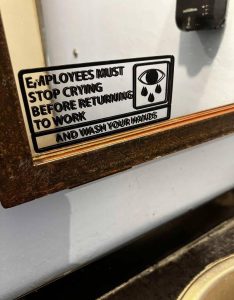 EMPLOYEES MUST
STOP CRYING
BEFORE RETURNING
TO WORK
AND WASH YOUR HANDS